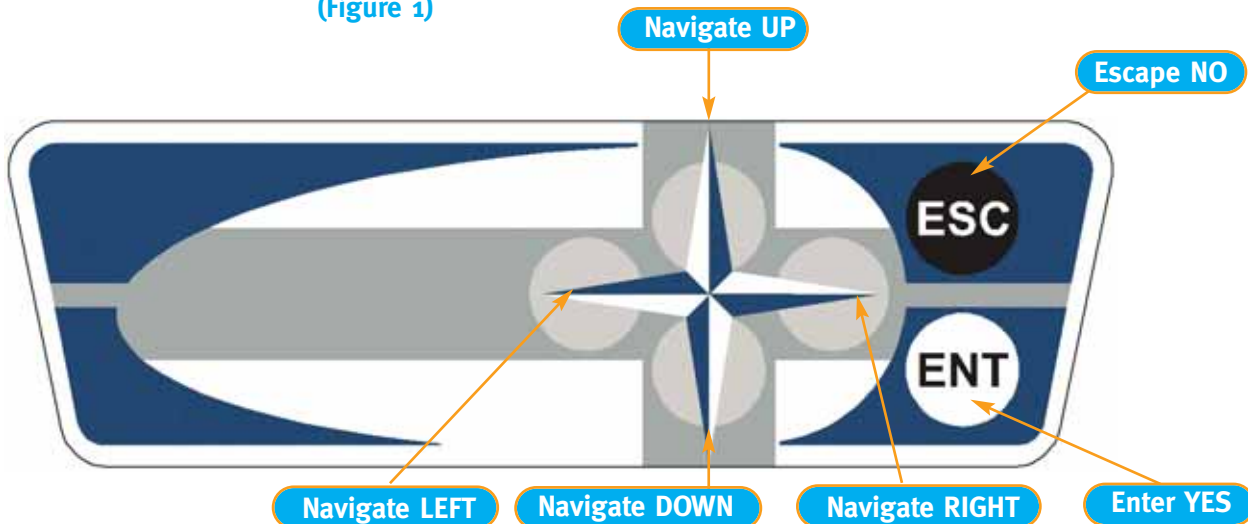 (Figure 1)
Navigate UP
Escape NO
ESC
ENT
Navigate LEFT
Navigate DOWN
Navigate RIGHT
Enter YES